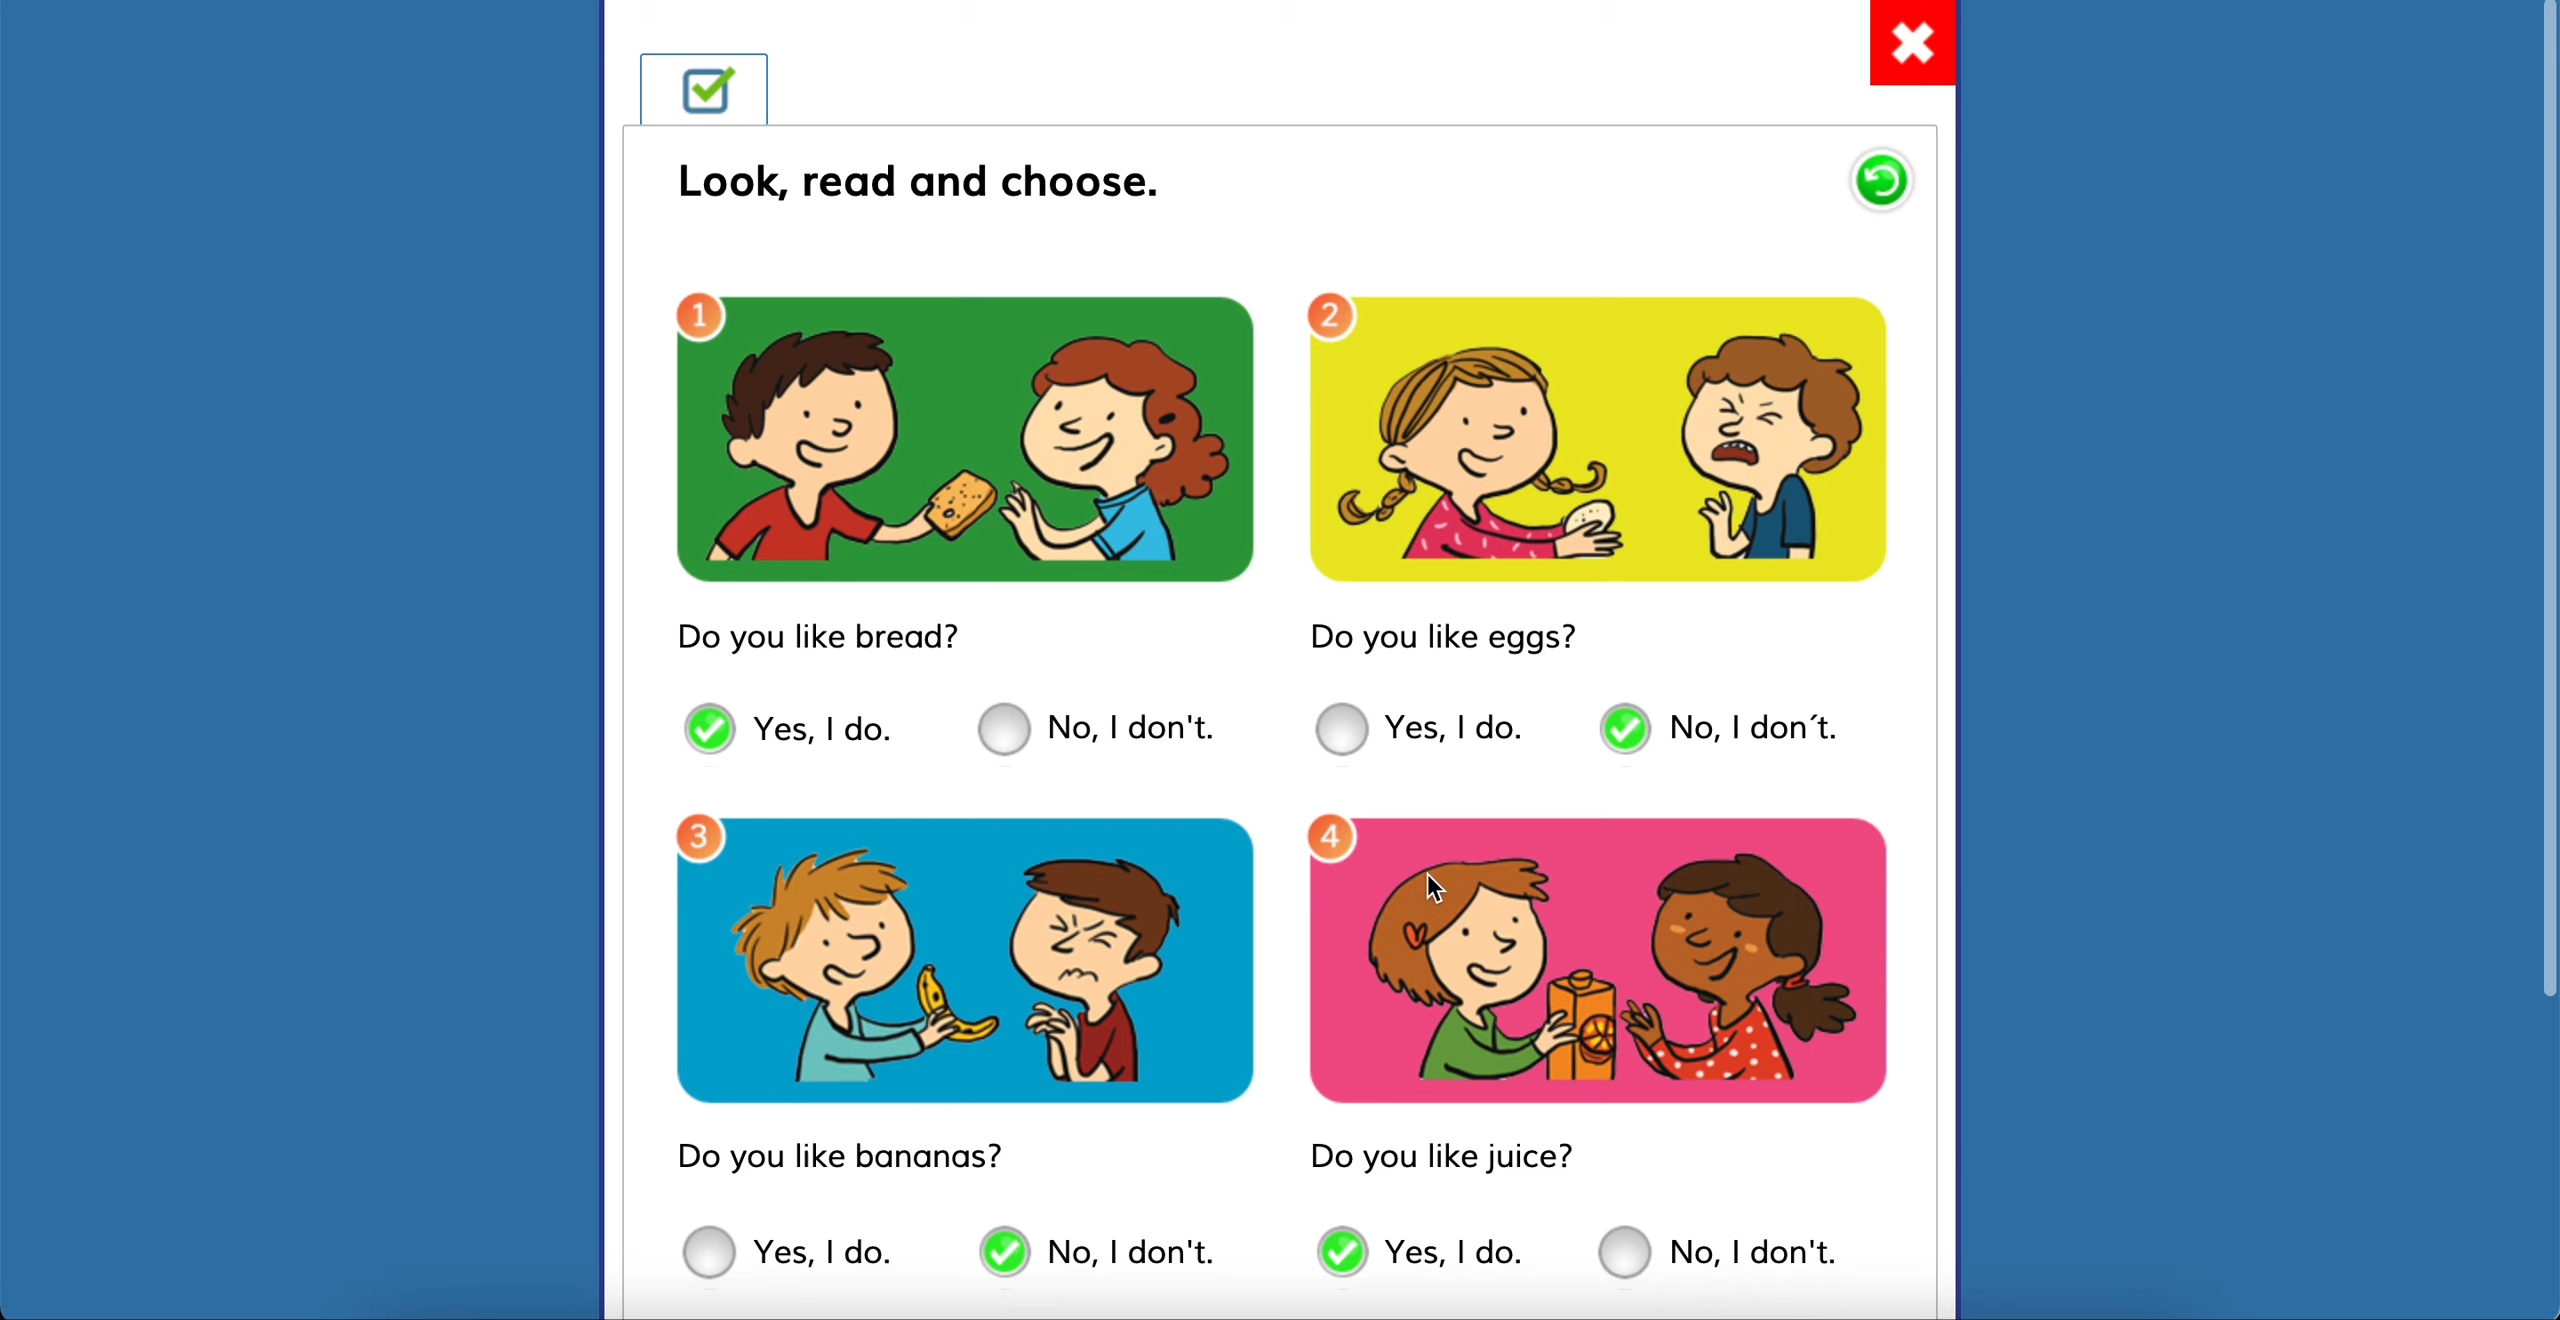 Look, read and choose.
1
2
Do you like bread?
Do you like eggs?
Yes, I do.
No, I don't.
Yes, I do.
No, I don´t.
3
4
Do you like bananas?
Do you like juice?
Yes, I do.
No, I don't.
Yes, I do.
No, I don't.